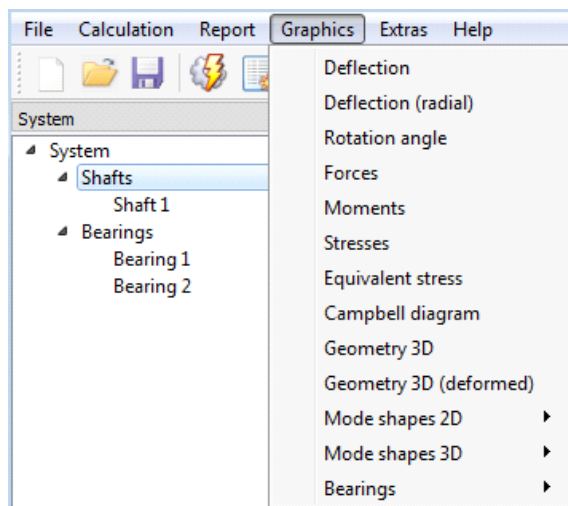 File Calculation Report Graphics Extras Help
System
System
Shafts
Shaft 1
Bearings
Bearing 1
Bearing 2
Deflection
Deflection (radial)
Rotation angle
Forces
Moments
Stresses
Equivalent stress
Campbell diagram
Geometry 3D
Geometry 3D (deformed)
Mode shapes 2D
Mode shapes 3D
Bearings